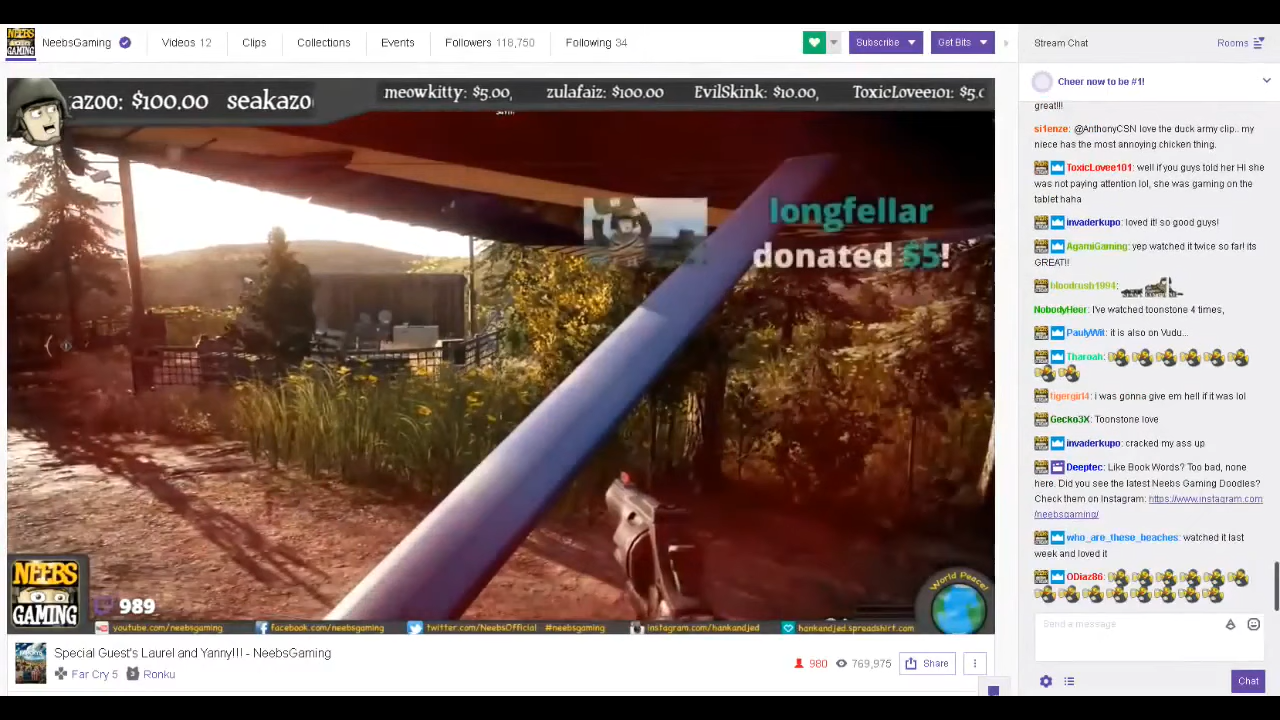 NEEBS GAMING
NeebsGaming
Videos 12
Clips
Collections
Events
Followers 118,750
Following 34
Subscribe
Get Bits
Stream Chat
Rooms
azoo: $100.00 seakazo
meowkitty: $5.00, zulafaiz: $100.00 EvilSkink: $10.00, ToxicLovee101: $5.0
longfellar
donated $5!
NEEBS
GAMING
989
World Peace!
youtube.com/neebsgaming
facebook.com/neebsgaming
twitter.com/NeebsOfficial #neebsgaming
instagram.com/hankandjed
hankandjed.spreadshirt.com
Special Guest's Laurel and Yanny!!! - NeebsGaming
Far Cry 5 Ronku
980
769,975
Share
Cheer now to be #1!
great!!!
si1enze: @AnthonyCSN love the duck army clip.. my
niece has the most annoying chicken thing.
ToxicLovee101: well if you guys told her HI she
was not paying attention lol, she was gaming on the
tablet haha
invaderkupo: loved it! so good guys!
AgamiGaming: yep watched it twice so far! its
GREAT!!
bloodrush1994:
NobodyHeer: I've watched toonstone 4 times,
PaulyWil: it is also on Vudu...
Tharoah:
tigergirl4: i was gonna give em hell if it was lol
Gecko3X: Toonstone love
invaderkupo: cracked my ass up
Deeptec: Like Book Words? Too bad, none
here. Did you see the latest Neebs Gaming Doodles?
Check them on Instagram: https://www.instagram.com
/neebsgaming/
who_are_these_beaches: watched it last
week and loved it
ODiaz86:
Send a message
Chat